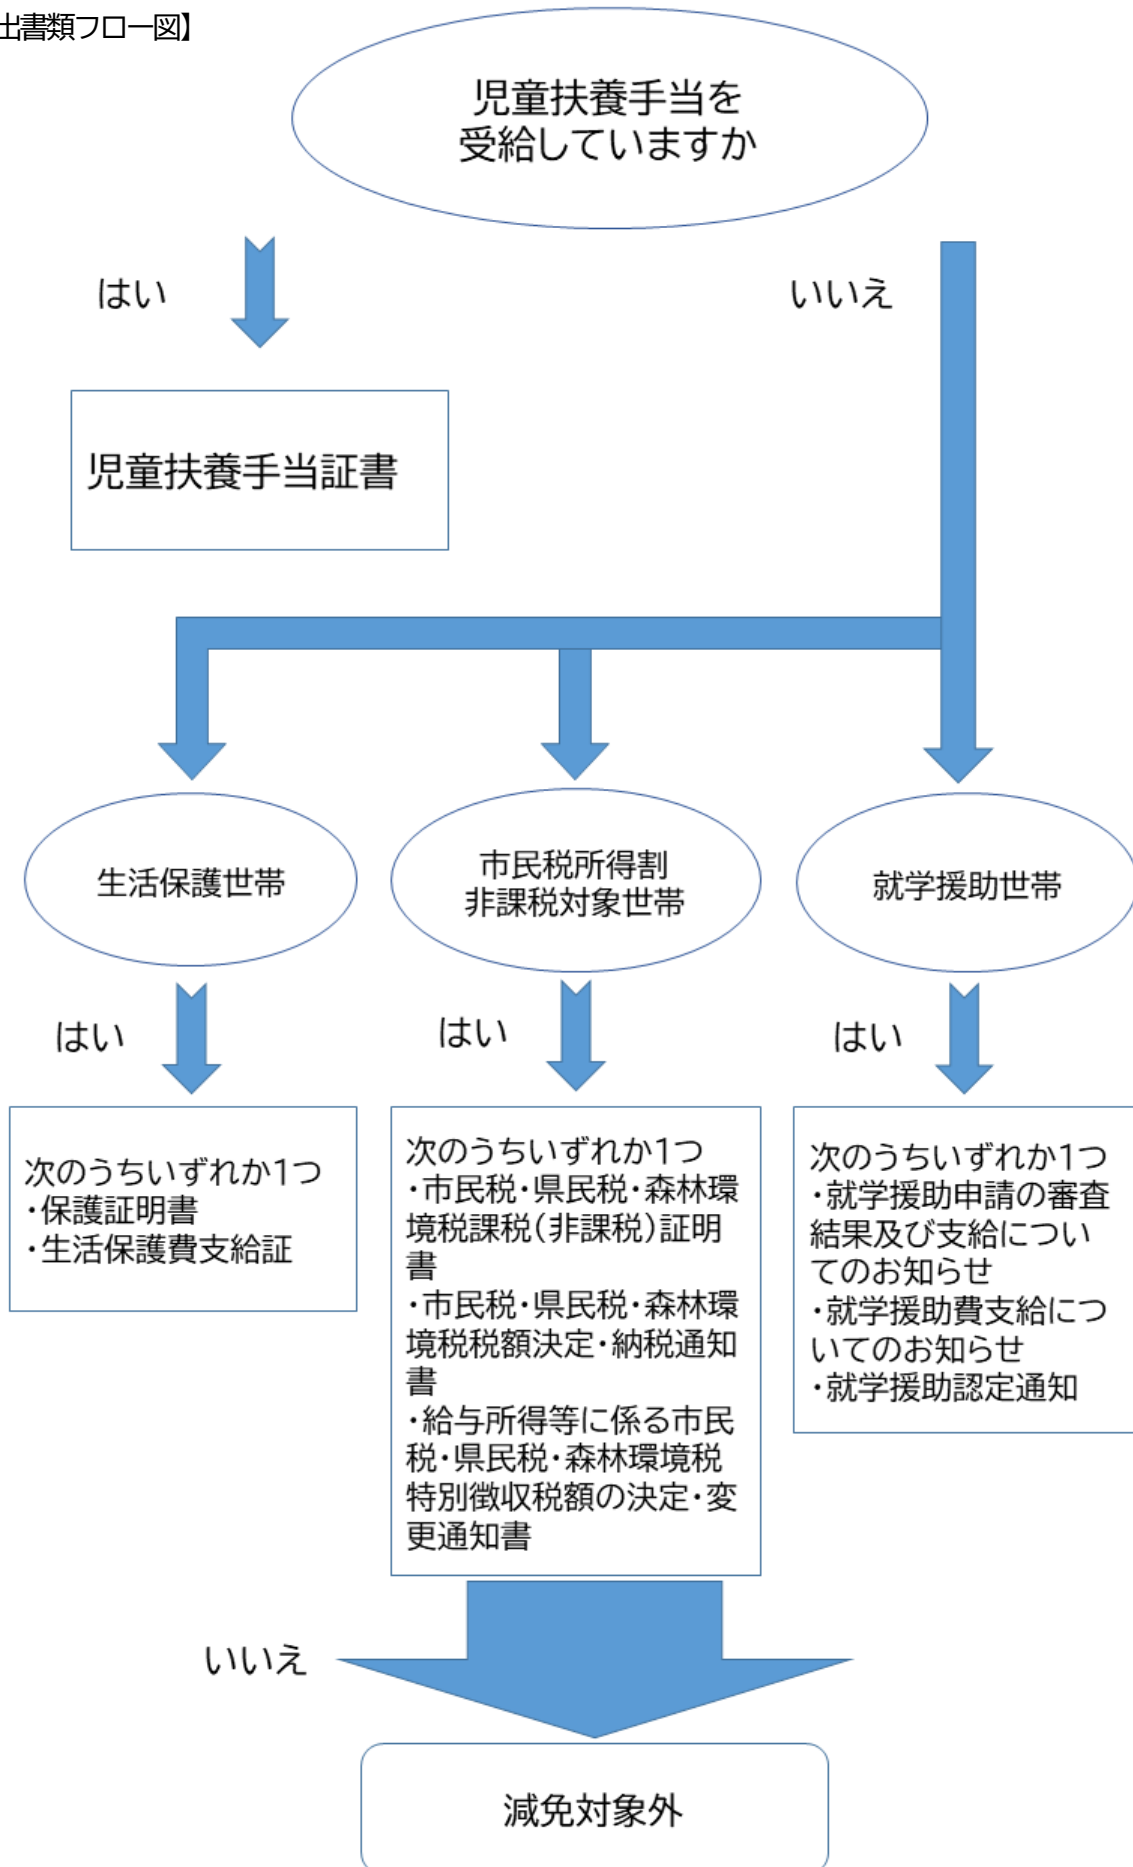 出書類フロー図】
児童扶養手当を
受給していますか
はい
いいえ
児童扶養手当証書
生活保護世帯
市民税所得割
非課税対象世帯
就学援助世帯
はい
はい
はい
次のうちいずれか1つ
・保護証明書
・生活保護費支給証
次のうちいずれか1つ
・市民税・県民税・森林環
境税課税(非課税)証明
書
・市民税・県民税・森林環
境税税額決定・納税通知
書
・給与所得等に係る市民
税・県民税・森林環境税
特別徴収税額の決定・変
更通知書
次のうちいずれか1つ
・就学援助申請の審査
結果及び支給につい
てのお知らせ
・就学援助費支給につ
いてのお知らせ
・就学援助認定通知
いいえ
減免対象外